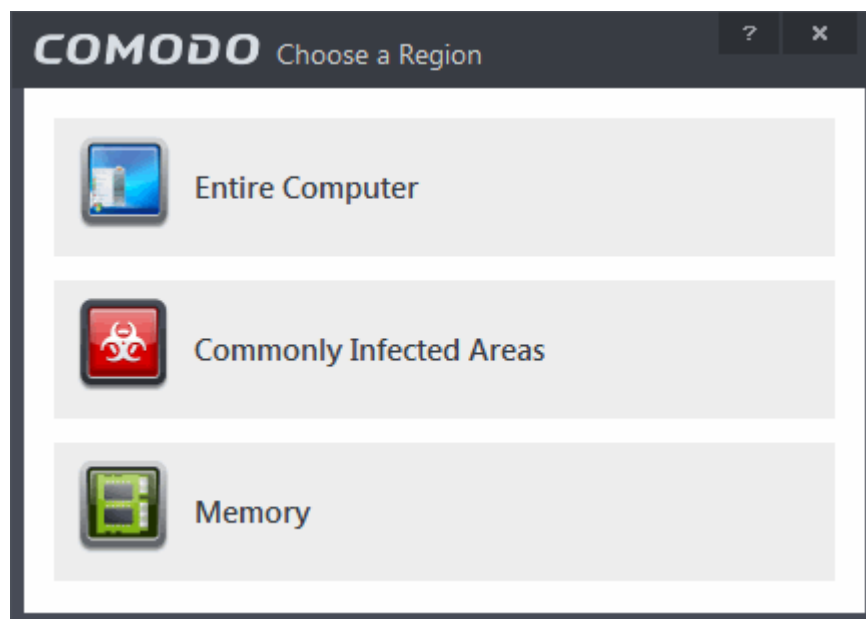 COMODO Choose a Region
? ×
Entire Computer
Commonly Infected Areas
Memory